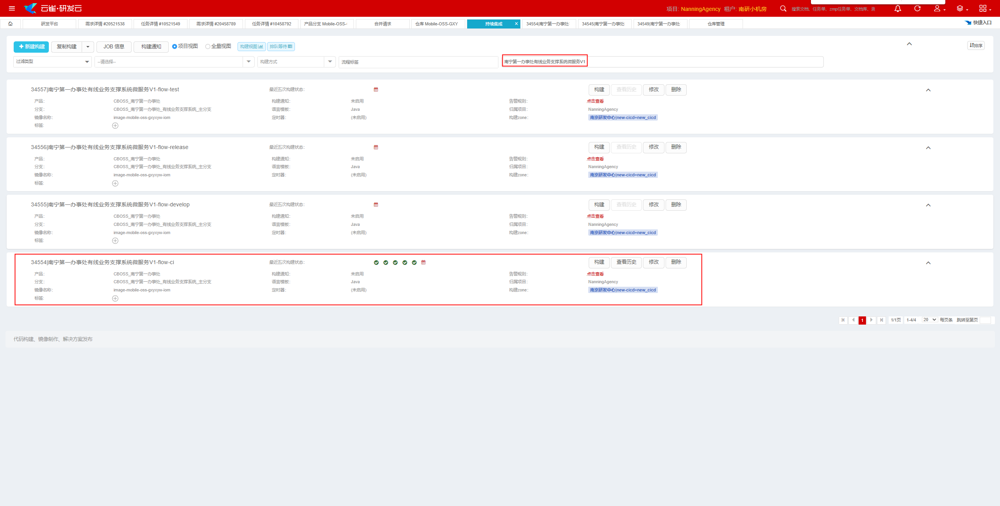 云雀·研发云
项目: NanningAgency 租户: 南研小机房
搜索文档、任务单、zmp任务单、文档库、测
研发平台
需求详情 #20521538
任务详情 #10521549
需求详情 #20458789
任务详情 #10458792
产品分支 Mobile-OSS-
合并请求
仓库 Mobile-OSS-GXY
持续集成 ×
34554|南宁第一办事处
34545|南宁第一办事处
34549|南宁第一办事处
仓库管理
快捷入口
新建构建
复制构建
JOB 信息
构建通知
项目视图
全量视图
构建视图
排队等待
排序
过滤类型
--请选择--
构建方式
流程标签
南宁第一办事处有线业务支撑系统微服务V1
34557|南宁第一办事处有线业务支撑系统微服务V1-flow-test
最近五次构建状态:
构建 查看历史 修改 删除
产品: CBOSS_南宁第一办事处 构建通知: 未启用 告警规则: 点击查看
分支: CBOSS_南宁第一办事处_有线业务支撑系统_主分支 语言模板: Java 归属项目: NanningAgency
镜像名称: image-mobile-oss-gxyxyw-iom 定时器: (未启用) 构建zone: 南京研发中心|new-cicd=new_cicd
标签:
34556|南宁第一办事处有线业务支撑系统微服务V1-flow-release
最近五次构建状态:
构建 查看历史 修改 删除
产品: CBOSS_南宁第一办事处 构建通知: 未启用 告警规则: 点击查看
分支: CBOSS_南宁第一办事处_有线业务支撑系统_主分支 语言模板: Java 归属项目: NanningAgency
镜像名称: image-mobile-oss-gxyxyw-iom 定时器: (未启用) 构建zone: 南京研发中心|new-cicd=new_cicd
标签:
34555|南宁第一办事处有线业务支撑系统微服务V1-flow-develop
最近五次构建状态:
构建 查看历史 修改 删除
产品: CBOSS_南宁第一办事处 构建通知: 未启用 告警规则: 点击查看
分支: CBOSS_南宁第一办事处_有线业务支撑系统_主分支 语言模板: Java 归属项目: NanningAgency
镜像名称: image-mobile-oss-gxyxyw-iom 定时器: (未启用) 构建zone: 南京研发中心|new-cicd=new_cicd
标签:
34554|南宁第一办事处有线业务支撑系统微服务V1-flow-ci
最近五次构建状态:
构建 查看历史 修改 删除
产品: CBOSS_南宁第一办事处 构建通知: 未启用 告警规则: 点击查看
分支: CBOSS_南宁第一办事处_有线业务支撑系统_主分支 语言模板: Java 归属项目: NanningAgency
镜像名称: image-mobile-oss-gxyxyw-iom 定时器: (未启用) 构建zone: 南京研发中心|new-cicd=new_cicd
标签:
1 1/1页 1-4/4 20 每页条 跳转至第页
代码构建、镜像制作、解决方案发布